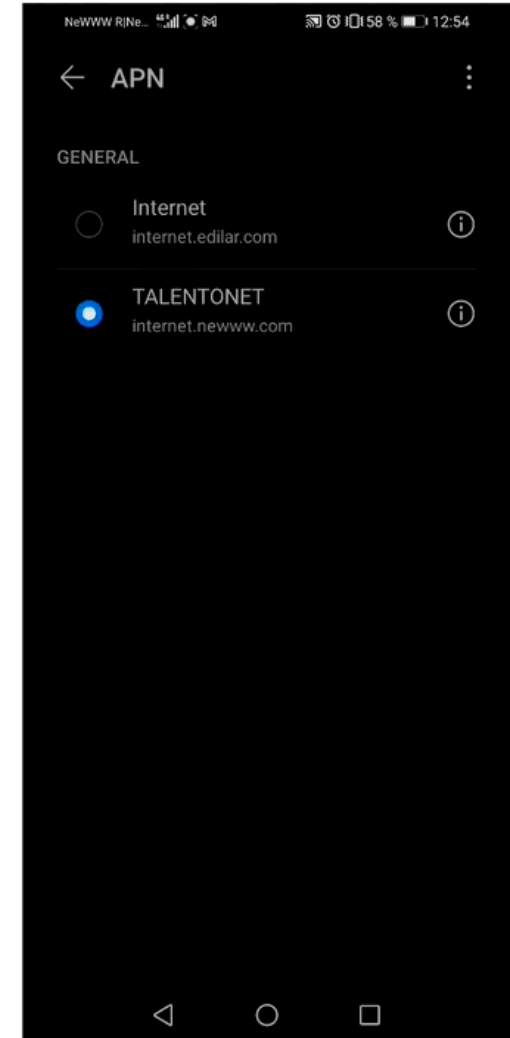 NeWWW R|Ne... 58 % 12:54
APN
GENERAL
Internet
internet.edilar.com
TALENTONET
internet.newww.com